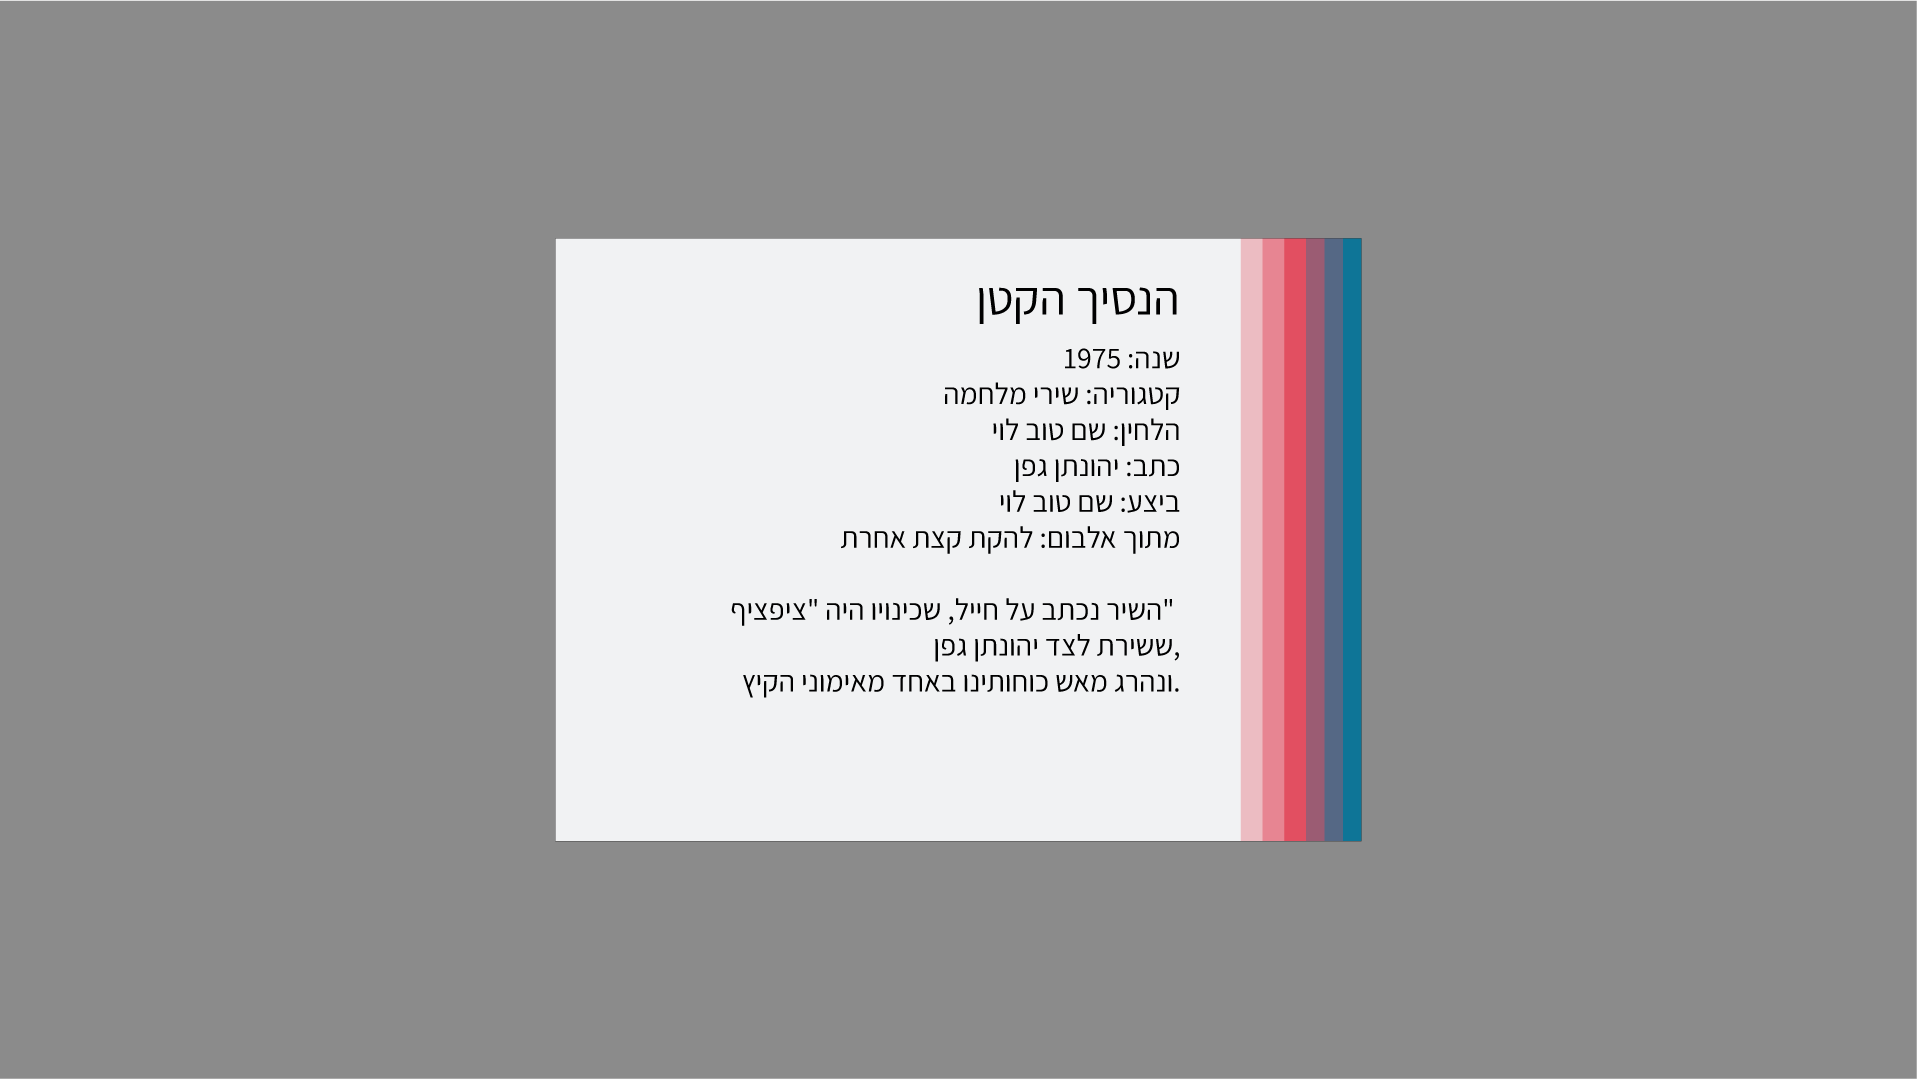 הנסיך הקטן
שנה: 1975
קטגוריה: שירי מלחמה
הלחין: שם טוב לוי
כתב: יהונתן גפן
ביצע: שם טוב לוי
מתוך אלבום: להקת קצת אחרת
"השיר נכתב על חייל, שכינויו היה "ציפציף
,ששירת לצד יהונתן גפן
.ונהרג מאש כוחותינו באחד מאימוני הקיץ